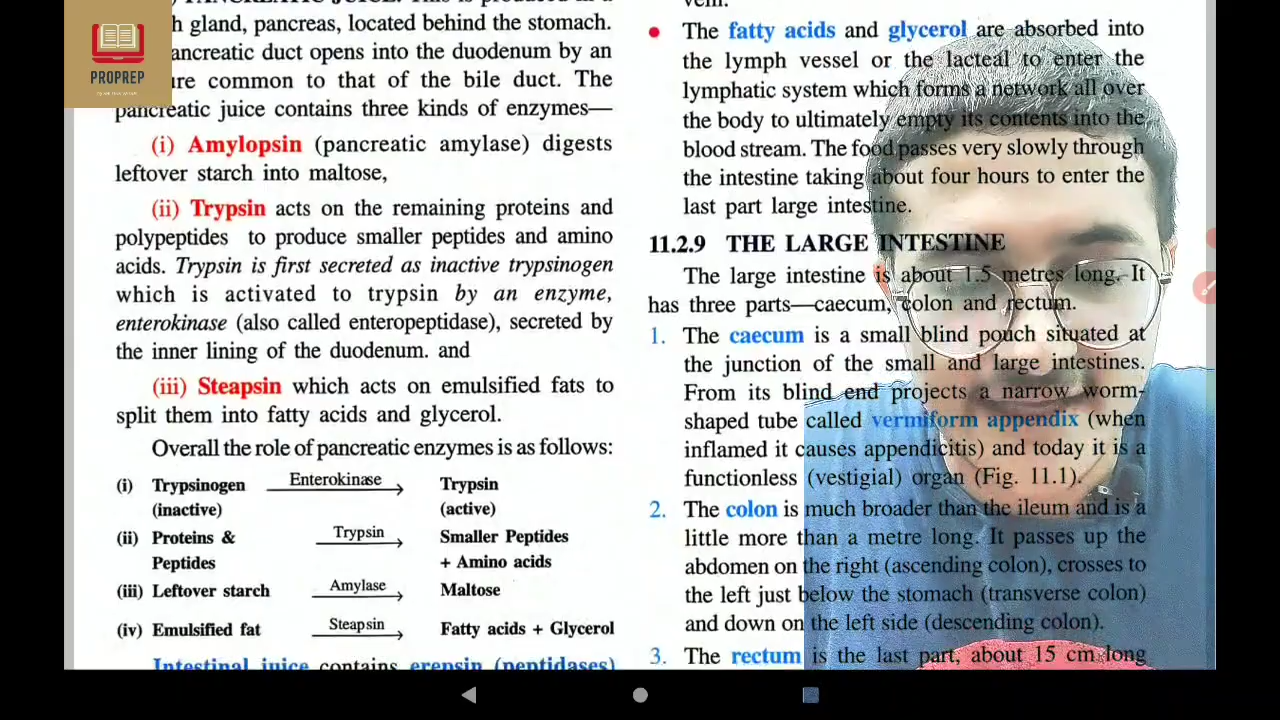 PROPREP
h gland, pancreas, located behind the stomach.
ancreatic duct opens into the duodenum by an
ure common to that of the bile duct. The
pancreatic juice contains three kinds of enzymes—
(i) Amylopsin (pancreatic amylase) digests
leftover starch into maltose,
(ii) Trypsin acts on the remaining proteins and
polypeptides to produce smaller peptides and amino
acids. Trypsin is first secreted as inactive trypsinogen
which is activated to trypsin by an enzyme,
enterokinase (also called enteropeptidase), secreted by
the inner lining of the duodenum. and
(iii) Steapsin which acts on emulsified fats to
split them into fatty acids and glycerol.
Overall the role of pancreatic enzymes is as follows:
(i) Trypsinogen Enterokinase Trypsin
(inactive) (active)
(ii) Proteins & Trypsin Smaller Peptides
Peptides + Amino acids
(iii) Leftover starch Amylase Maltose
(iv) Emulsified fat Steapsin Fatty acids + Glycerol
Intestinal juice contains erepsin (peptidases)
vein.
• The fatty acids and glycerol are absorbed into
the lymph vessel or the lacteal to enter the
lymphatic system which forms a network all over
the body to ultimately empty its contents into the
blood stream. The food passes very slowly through
the intestine taking about four hours to enter the
last part large intestine.
11.2.9 THE LARGE INTESTINE
The large intestine is about 1.5 metres long. It
has three parts—caecum, colon and rectum.
1. The caecum is a small blind pouch situated at
the junction of the small and large intestines.
From its blind end projects a narrow worm-
shaped tube called vermiform appendix (when
inflamed it causes appendicitis) and today it is a
functionless (vestigial) organ (Fig. 11.1).
2. The colon is much broader than the ileum and is a
little more than a metre long. It passes up the
abdomen on the right (ascending colon), crosses to
the left just below the stomach (transverse colon)
and down on the left side (descending colon).
3. The rectum is the last part, about 15 cm long